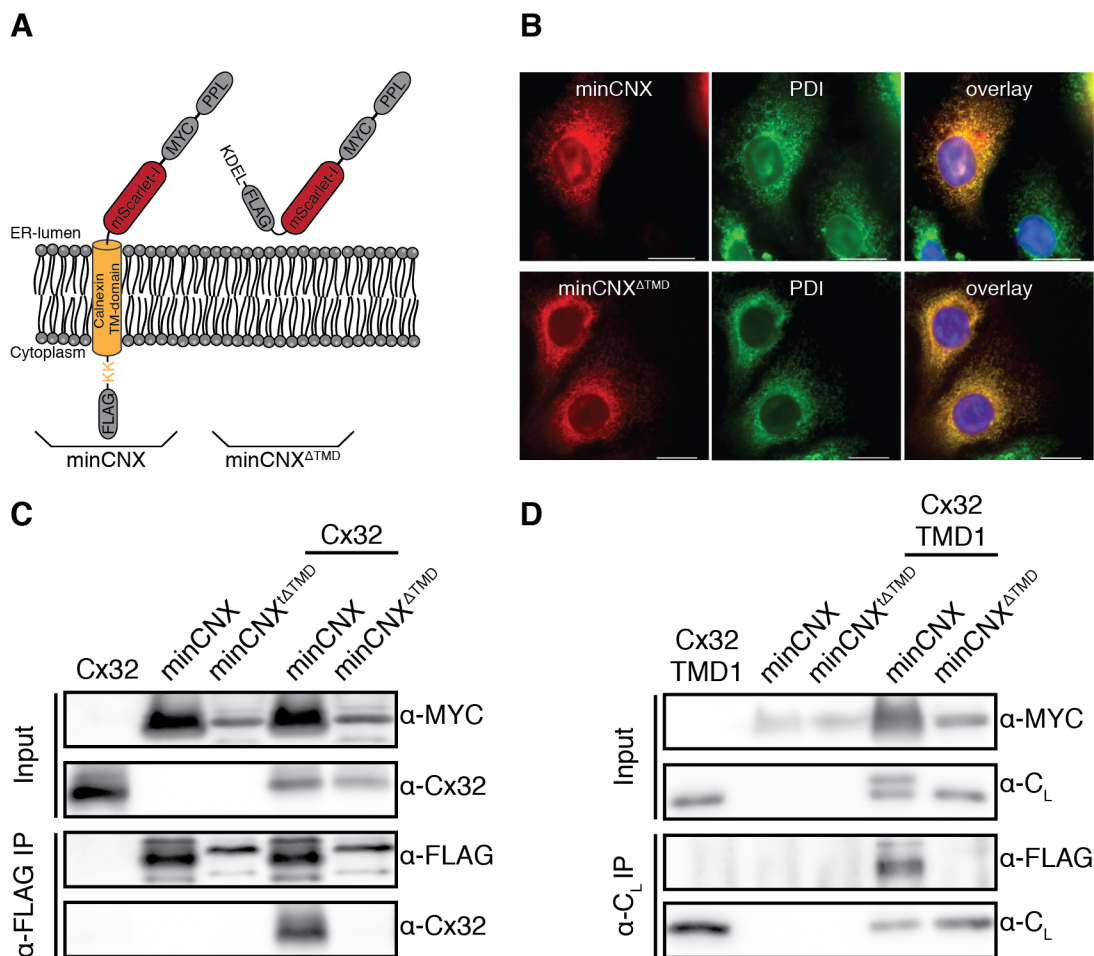 A
PPL
MYC
mScarlet-I
KDEL
FLAG
PPL
MYC
mScarlet-I
ER-lumen
Calnexin
TM-domain
Cytoplasm
KK
FLAG
minCNX
minCNXΔTMD
B
minCNX
PDI
overlay
minCNXΔTMD
PDI
overlay
C
Cx32
Cx32
minCNX
minCNXtΔTMD
minCNX
minCNXΔTMD
Input
α-MYC
α-Cx32
α-FLAG IP
α-FLAG
α-Cx32
D
Cx32
TMD1
Cx32
TMD1
minCNX
minCNXtΔTMD
minCNX
minCNXΔTMD
Input
α-MYC
α-CL
α-CL IP
α-FLAG
α-CL